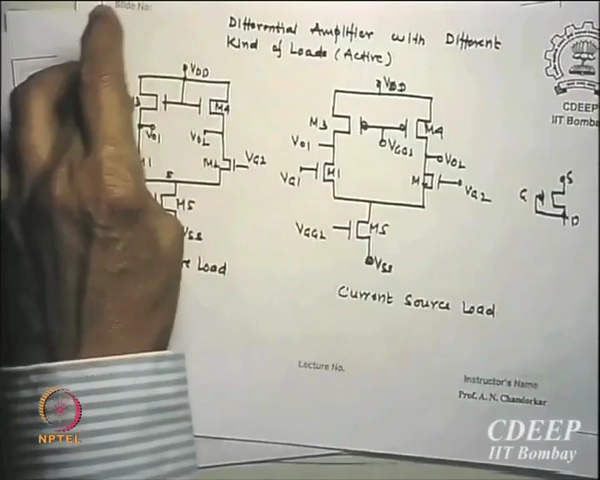 Slide No:
Differential Amplifier with Different
Kind of Loads (Active)
CDEEP
IIT Bombay
VDD
M4
VO1
VO2
M1
M2
VG2
S
M5
VSS
Load
VDD
M3
M4
VGG1
VO1
VO2
VG1
M1
M2
VG2
VGG2
M5
VSS
Current Source Load
S
G
D
Lecture No.
Instructor's Name
Prof. A. N. Chandorkar
NPTEL
CDEEP
IIT Bombay